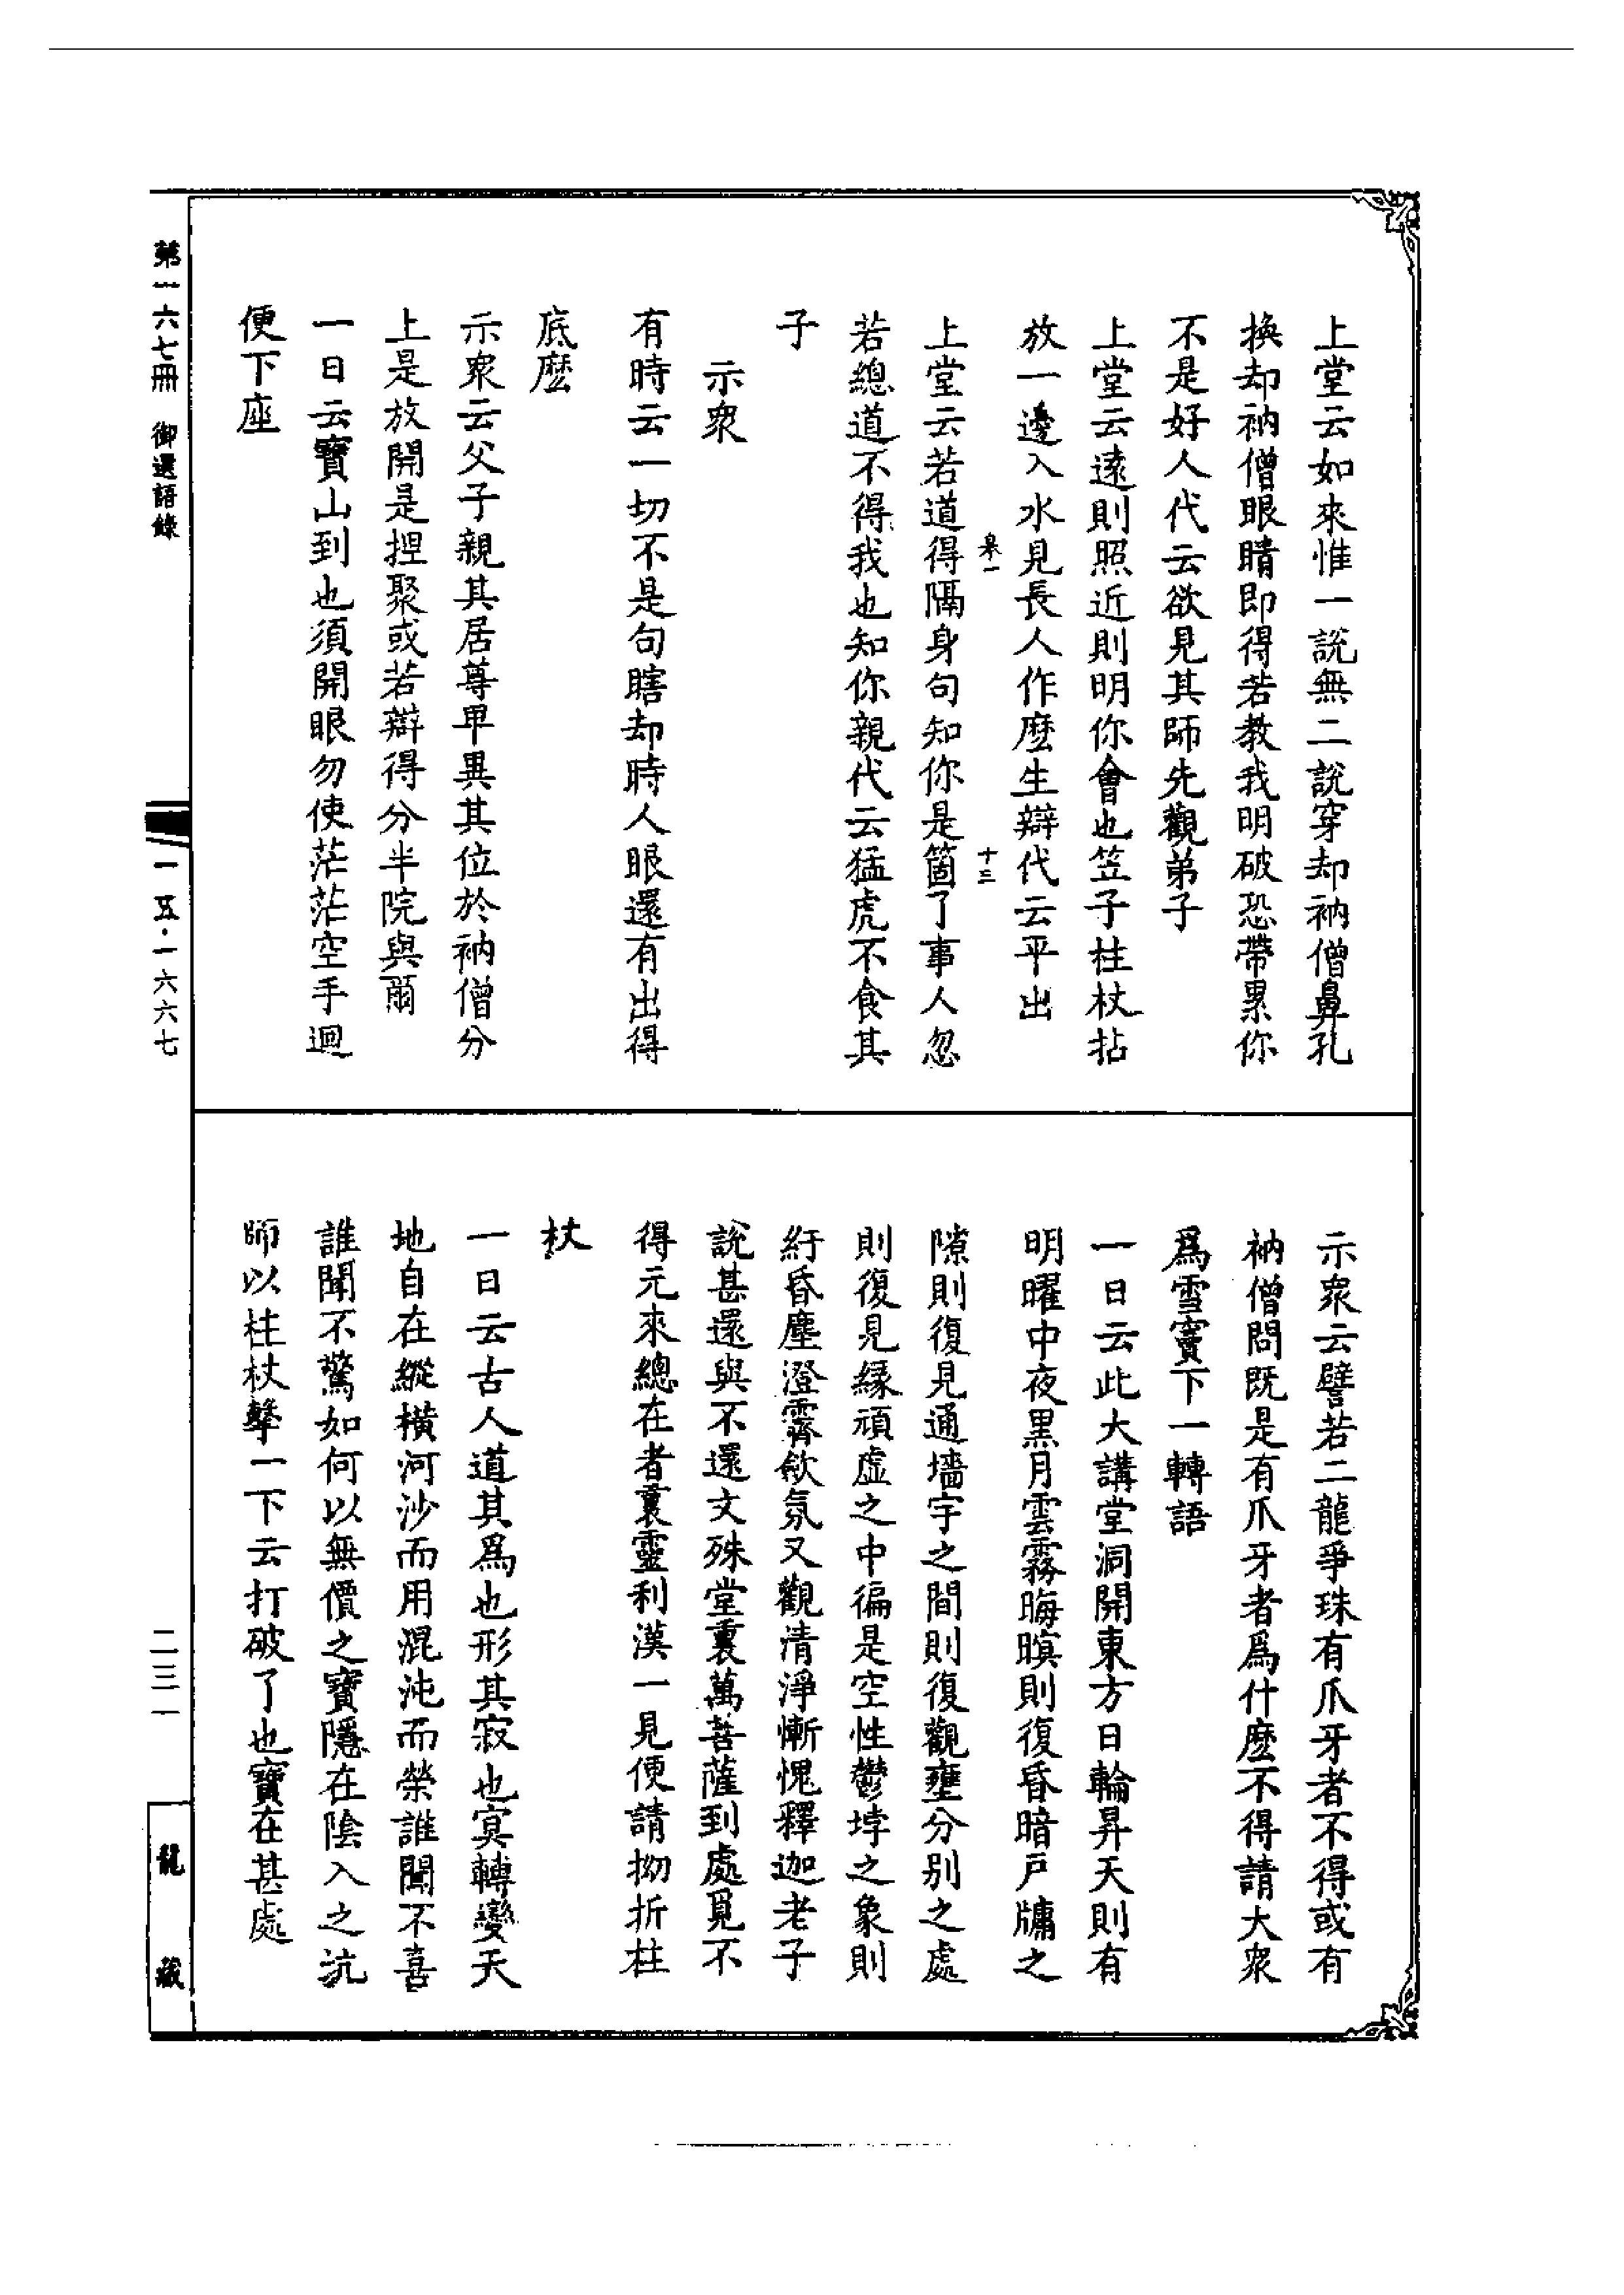 上堂云如來惟一說無二說穿却衲僧鼻孔
換却衲僧眼睛即得若教我明破恐帶累你
不是好人代云欲見其師先觀弟子
上堂云遠則照近則明你會也笠子柱杖拈
放一邊入水見長人作麽生辯代云平出
十三
上堂云若道得隔身句知你是箇了事人忽
若總道不得我也知你親代云猛虎不食其
子
示衆
有時云一切不是句瞎却時人眼還有出得
底麽
示衆云父子親其居尊卑異其位於衲僧分
上是放開是揑聚或若辯得分半院與爾
一日云寶山到也須開眼勿使茫茫空手迴
便下座
示衆云譬若二龍爭珠有爪牙者不得或有
衲僧問既是有爪牙者爲什麽不得請大衆
爲雪竇下一轉語
一日云此大講堂洞開東方日輪昇天則有
明曜中夜黑月雲霧晦暝則復昏暗戶牗之
隙則復見通墻宇之間則復觀壅分别之處
則復見緣頑虛之中徧是空性鬱㘄之象則
紆昏塵澄霽歛氛又觀清淨慚愧釋迦老子
說甚還與不還文殊堂裏萬菩薩到處覓不
得元來總在者裏靈利漢一見便請拗折柱
杖
一日云古人道其爲也形其寂也冥轉變天
地自在縱橫河沙而用混沌而榮誰聞不喜
誰聞不驚如何以無價之寶隱在陰入之坑
師以柱杖擊一下云打破了也寶在甚處
第一六七冊 御選語錄
一五·一六六七
二三一
龍藏